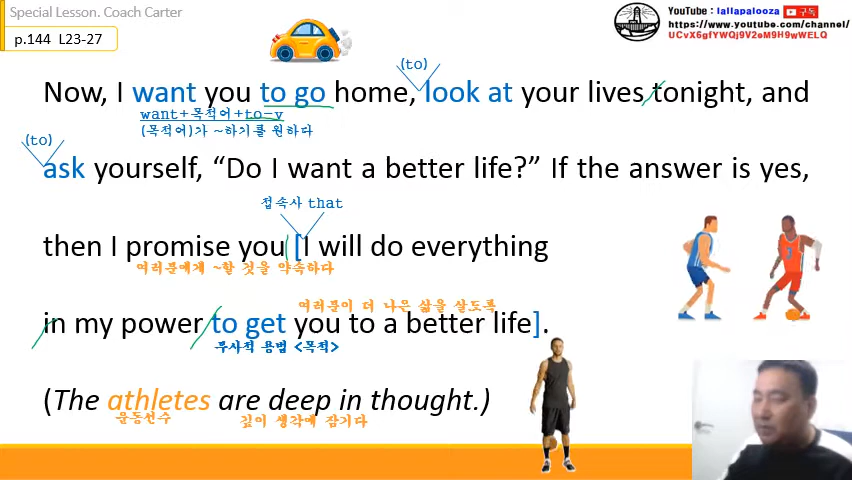 Special Lesson. Coach Carter
YouTube : lallapalooza 구독
https://www.youtube.com/channel/
UCvX6gfYWQj9V2eM9H9wWELQ
p.144 L23-27
(to)
Now, I want you to go home, look at your lives tonight, and
want+목적어+to-v
(목적어)가 ~하기를 원하다
(to)
ask yourself, “Do I want a better life?” If the answer is yes,
접속사 that
then I promise you [I will do everything
여러분에게 ~할 것을 약속하다
여러분이 더 나은 삶을 살도록
in my power to get you to a better life].
부사적 용법 <목적>
(The athletes are deep in thought.)
운동선수
깊이 생각에 잠기다